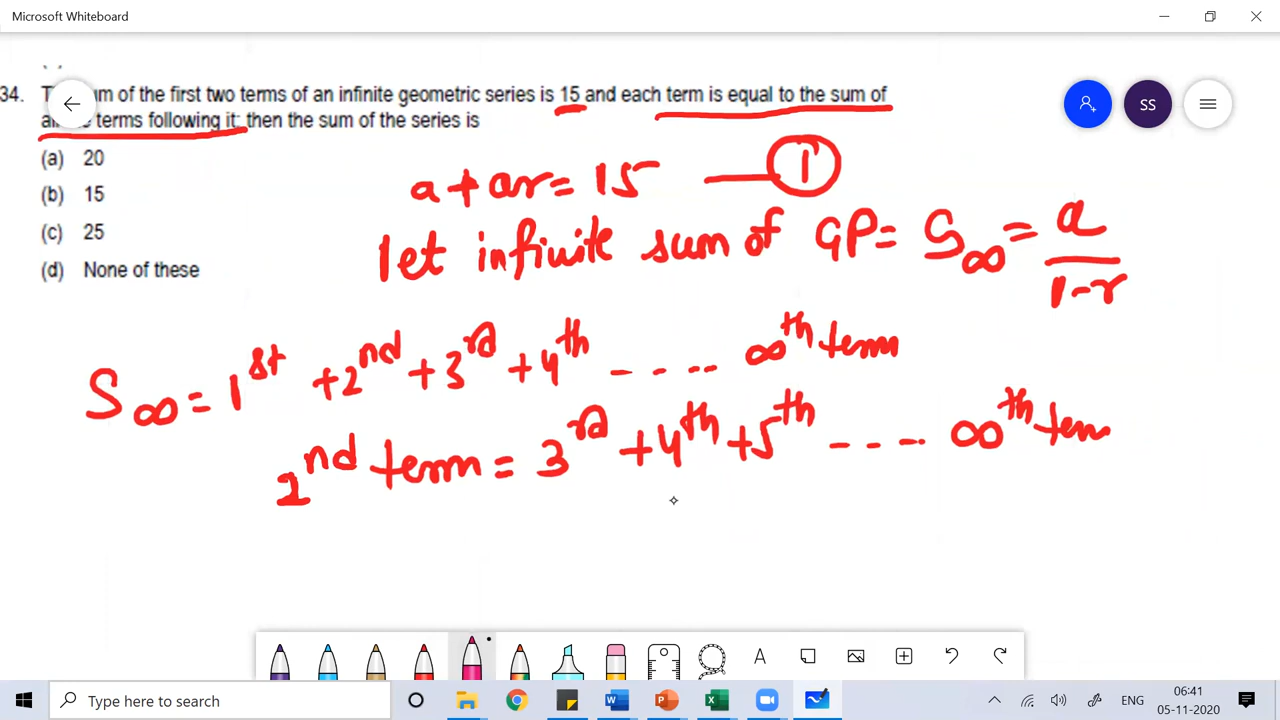 Microsoft Whiteboard
34. um of the first two terms of an infinite geometric series is 15 and each term is equal to the sum of
terms following it; then the sum of the series is
SS
(a) 20
(b) 15
(c) 25
(d) None of these
a + ar = 15 — 1
let infinite sum of GP = S∞ = a/(1-r)
S∞ = 1st + 2nd + 3rd + 4th ----.. ∞th term
2nd term = 3rd + 4th + 5th ---- ∞th term
A
Type here to search
ENG
06:41
05-11-2020